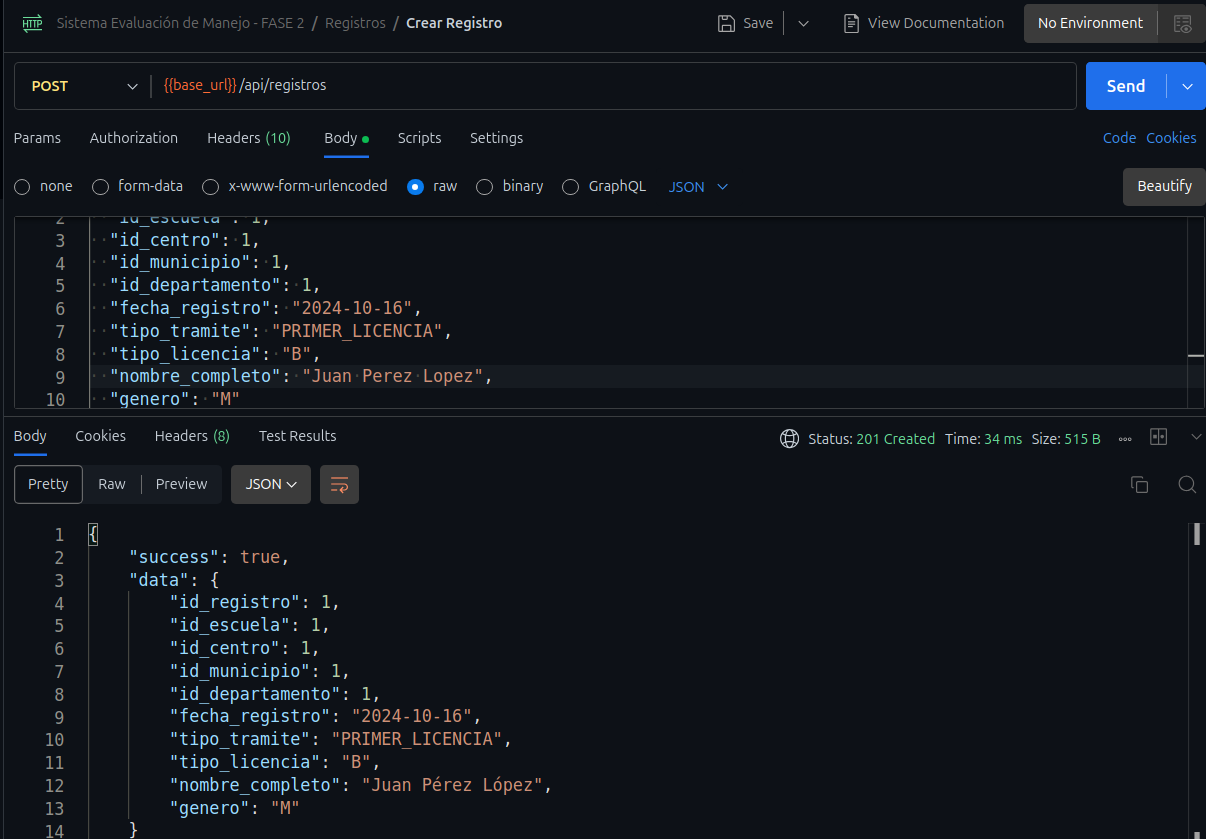 HTTP Sistema Evaluación de Manejo - FASE 2 / Registros / Crear Registro Save View Documentation No Environment
POST {{base_url}}/api/registros Send
Params Authorization Headers (10) Body Scripts Settings Code Cookies
none form-data x-www-form-urlencoded raw binary GraphQL JSON Beautify
2 "id_escuela": 1,
3 "id_centro": 1,
4 "id_municipio": 1,
5 "id_departamento": 1,
6 "fecha_registro": "2024-10-16",
7 "tipo_tramite": "PRIMER_LICENCIA",
8 "tipo_licencia": "B",
9 "nombre_completo": "Juan Perez Lopez",
10 "genero": "M"
Body Cookies Headers (8) Test Results Status: 201 Created Time: 34 ms Size: 515 B
Pretty Raw Preview JSON
1 {
2 "success": true,
3 "data": {
4 "id_registro": 1,
5 "id_escuela": 1,
6 "id_centro": 1,
7 "id_municipio": 1,
8 "id_departamento": 1,
9 "fecha_registro": "2024-10-16",
10 "tipo_tramite": "PRIMER_LICENCIA",
11 "tipo_licencia": "B",
12 "nombre_completo": "Juan Pérez López",
13 "genero": "M"
14 }